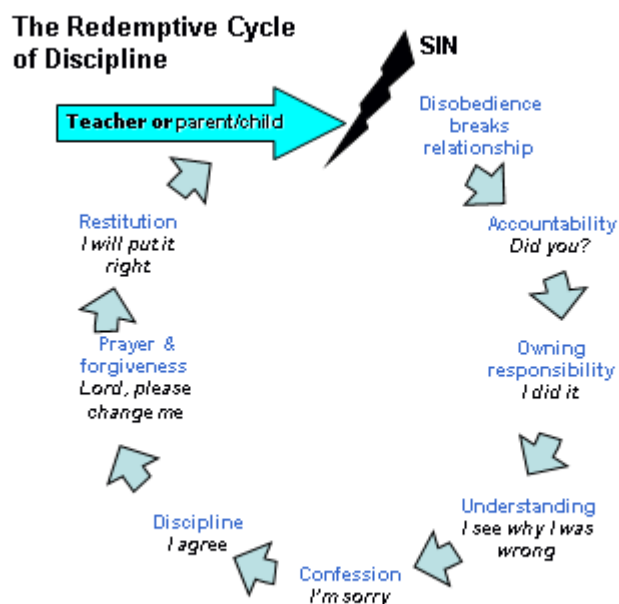 The Redemptive Cycle
of Discipline
SIN
Teacher or parent/child
Disobedience
breaks
relationship
Accountability
Did you?
Owning
responsibility
I did it
Understanding
I see why I was
wrong
Confession
I'm sorry
Discipline
I agree
Prayer &
forgiveness
Lord, please
change me
Restitution
I will put it
right